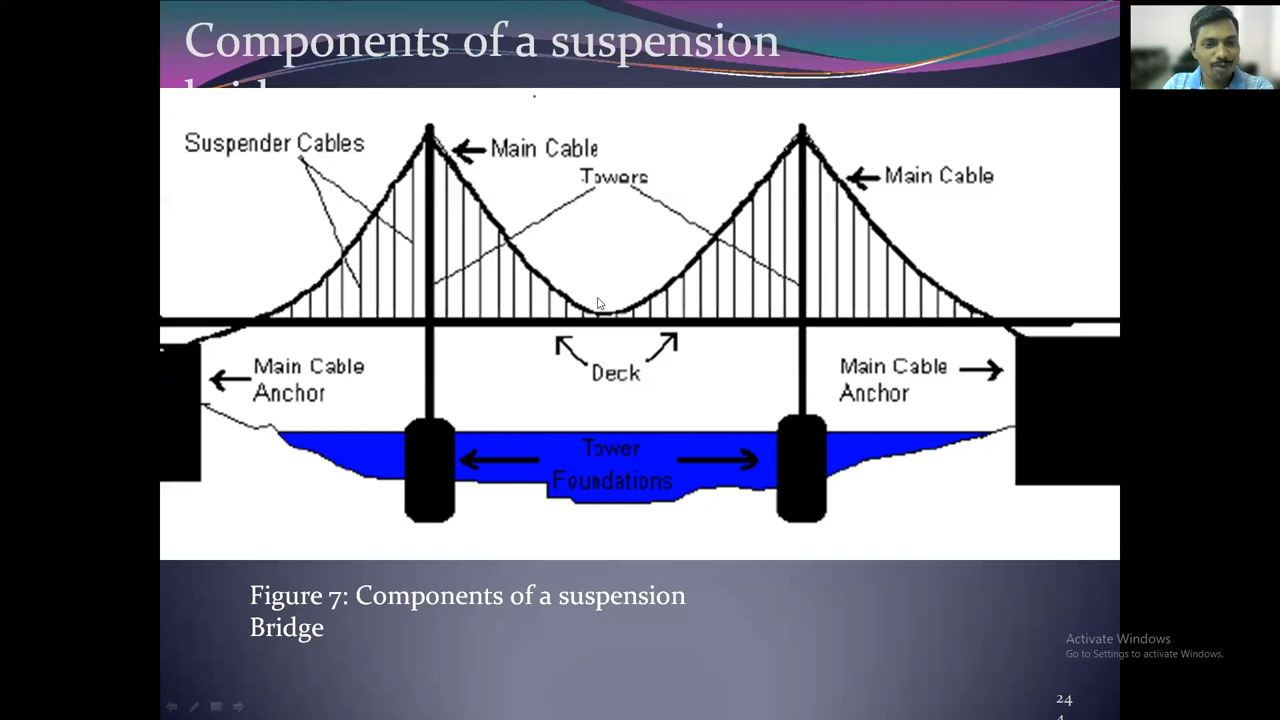 Components of a suspension
Suspender Cables
Main Cable
Towers
Main Cable
Main Cable
Anchor
Deck
Main Cable
Anchor
Tower
Foundations
Figure 7: Components of a suspension
Bridge
Activate Windows
Go to Settings to activate Windows.
24